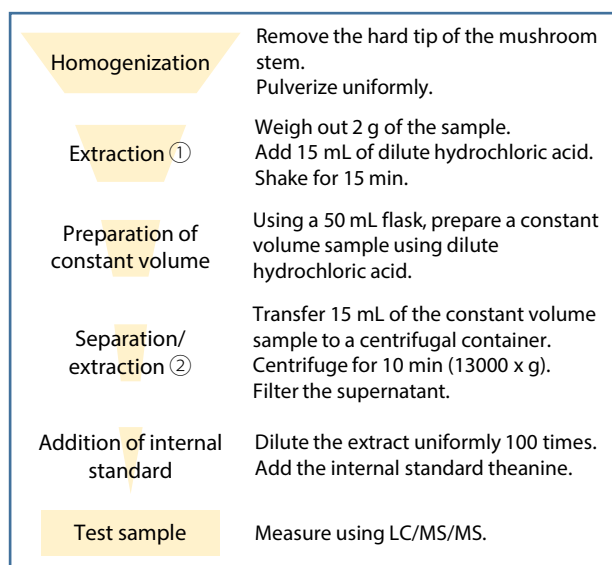 Homogenization
Remove the hard tip of the mushroom
stem.
Pulverize uniformly.
Extraction ①
Weigh out 2 g of the sample.
Add 15 mL of dilute hydrochloric acid.
Shake for 15 min.
Preparation of
constant volume
Using a 50 mL flask, prepare a constant
volume sample using dilute
hydrochloric acid.
Separation/
extraction ②
Transfer 15 mL of the constant volume
sample to a centrifugal container.
Centrifuge for 10 min (13000 x g).
Filter the supernatant.
Addition of internal
standard
Dilute the extract uniformly 100 times.
Add the internal standard theanine.
Test sample
Measure using LC/MS/MS.